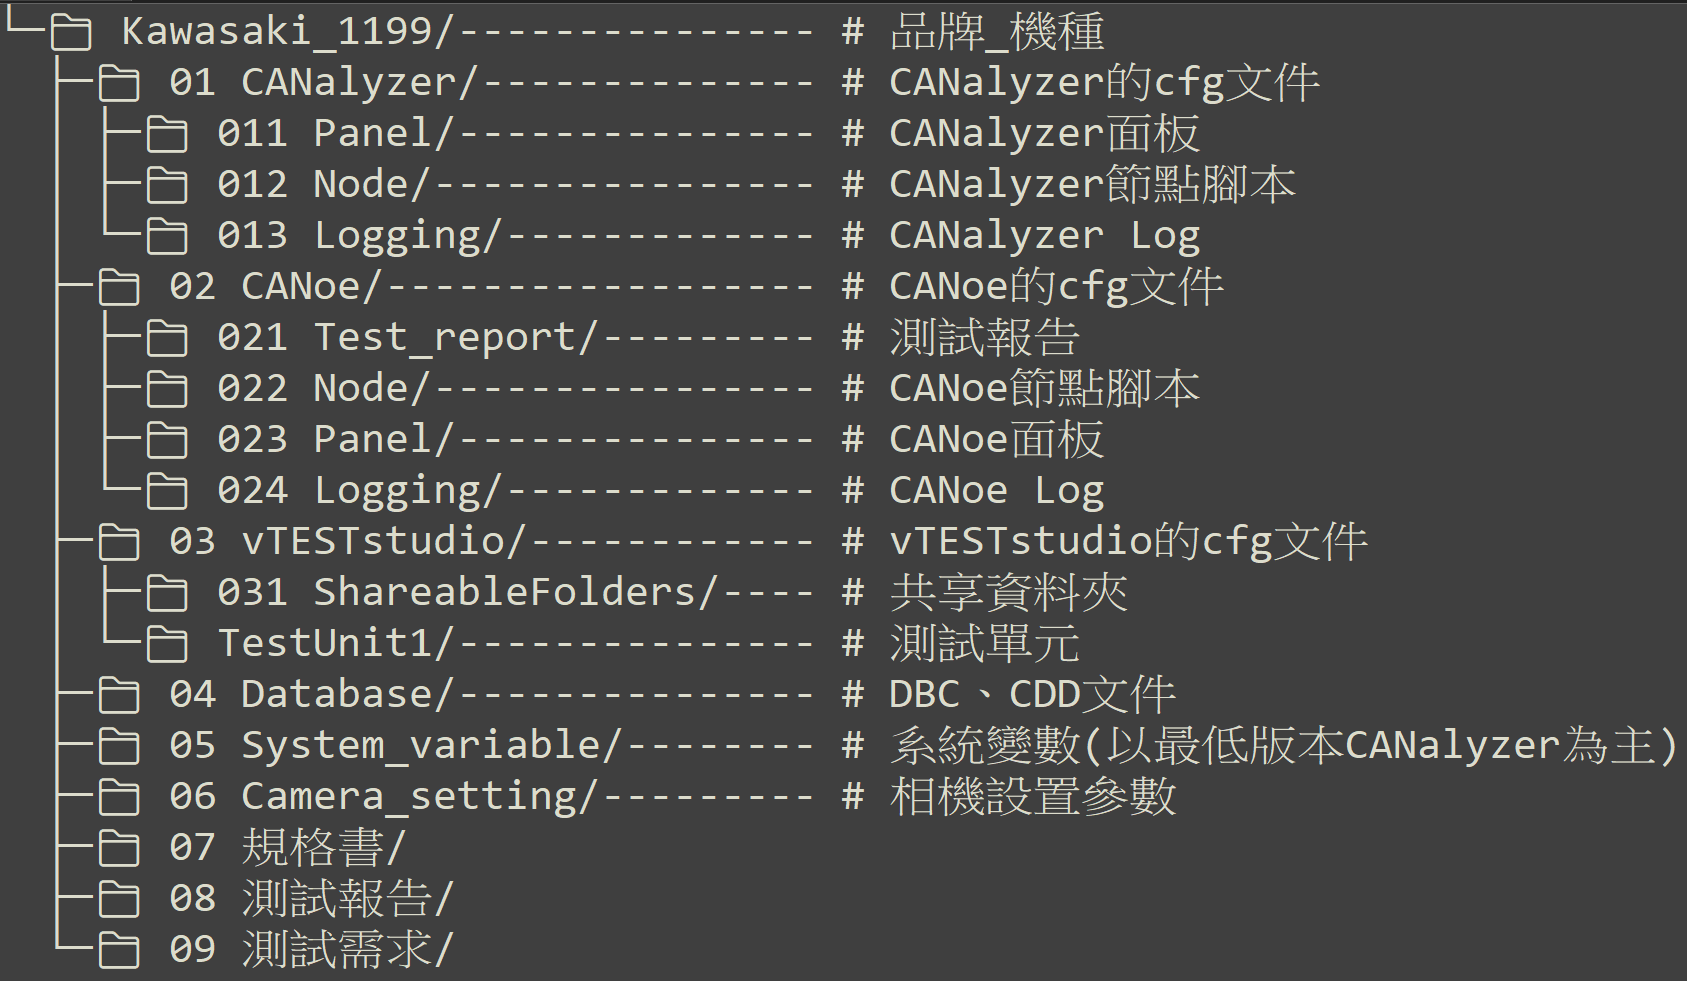 Kawasaki_1199/--------------- # 品牌_機種
01 CANalyzer/-------------- # CANalyzer的cfg文件
011 Panel/--------------- # CANalyzer面板
012 Node/---------------- # CANalyzer節點腳本
013 Logging/------------- # CANalyzer Log
02 CANoe/------------------ # CANoe的cfg文件
021 Test_report/--------- # 測試報告
022 Node/---------------- # CANoe節點腳本
023 Panel/--------------- # CANoe面板
024 Logging/------------- # CANoe Log
03 vTESTstudio/------------ # vTESTstudio的cfg文件
031 ShareableFolders/---- # 共享資料夾
TestUnit1/--------------- # 測試單元
04 Database/--------------- # DBC、CDD文件
05 System_variable/-------- # 系統變數(以最低版本CANalyzer為主)
06 Camera_setting/--------- # 相機設置參數
07 規格書/
08 測試報告/
09 測試需求/